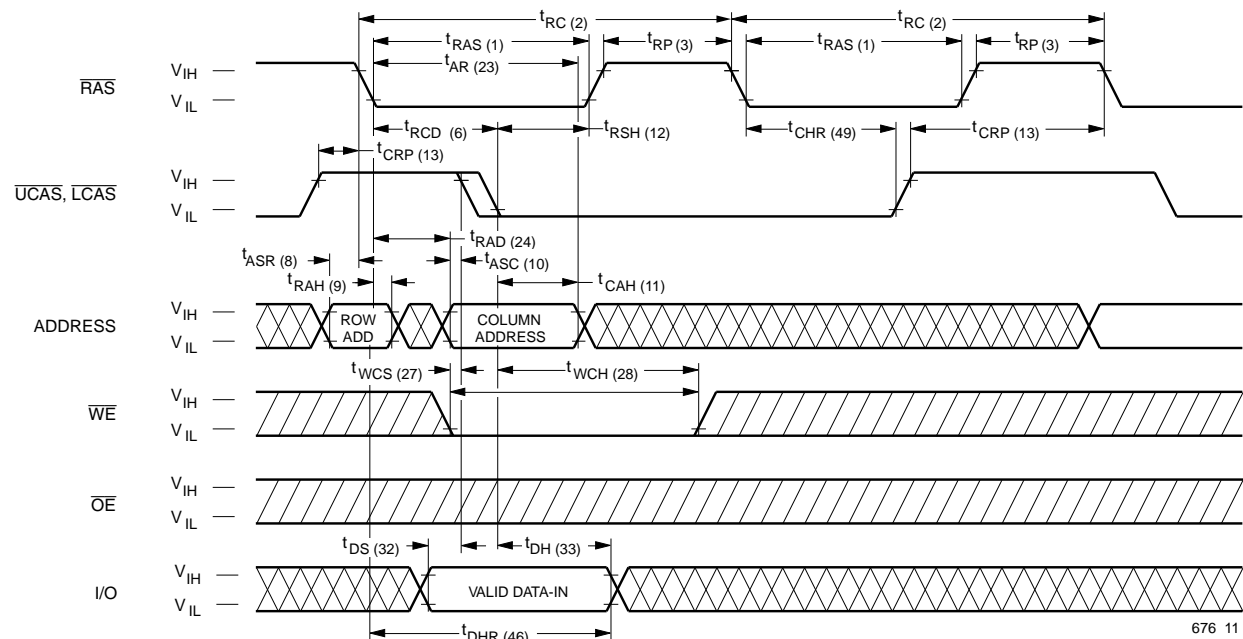 tRC (2) tRC (2)
tRAS (1) tRP (3) tRAS (1) tRP (3)
tAR (23)
RAS VIH
VIL
tRCD (6) tRSH (12) tCHR (49) tCRP (13)
tCRP (13)
UCAS, LCAS VIH
VIL
tRAD (24)
tASR (8) tASC (10)
tRAH (9) tCAH (11)
ADDRESS VIH ROW ADD COLUMN ADDRESS
VIL
tWCS (27) tWCH (28)
WE VIH
VIL
OE VIH
VIL
tDS (32) tDH (33)
I/O VIH
VALID DATA-IN
VIL
tDHR (46)
676 11